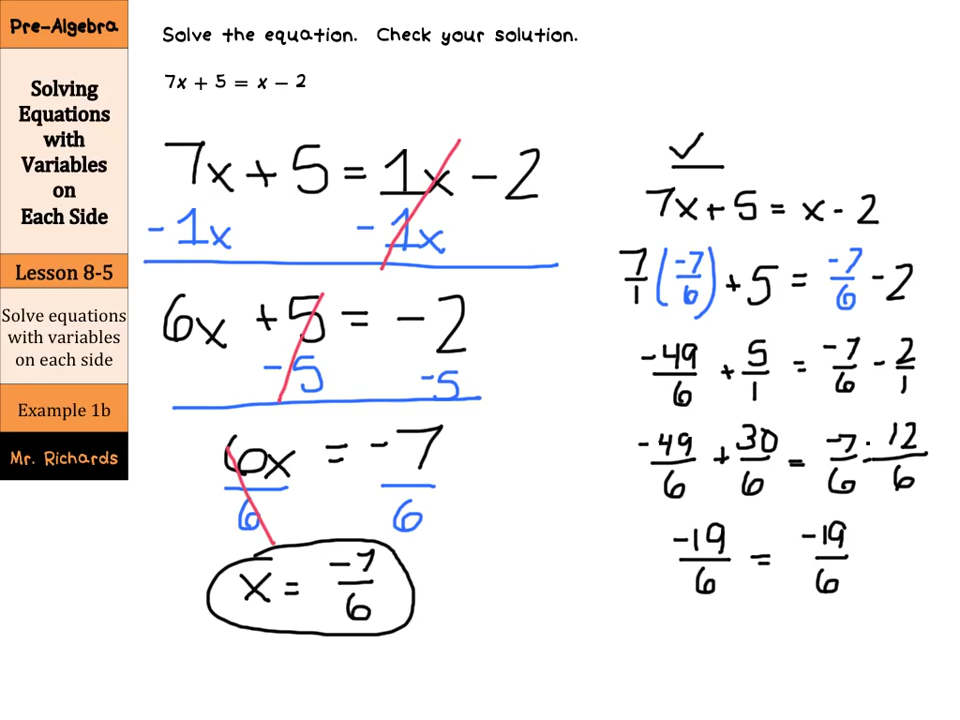 Pre-Algebra
Solving
Equations
with
Variables
on
Each Side
Lesson 8-5
Solve equations
with variables
on each side
Example 1b
Mr. Richards
Solve the equation. Check your solution.
7x + 5 = x − 2
7x + 5 = 1x − 2
− 1x − 1x
6x + 5 = − 2
− 5 − 5
6x = − 7
6 6
x = −7/6
✓
7x + 5 = x − 2
7/1 (−7/6) + 5 = −7/6 − 2
−49/6 + 5/1 = −7/6 − 2/1
−49/6 + 30/6 = −7/6 − 12/6
−19/6 = −19/6